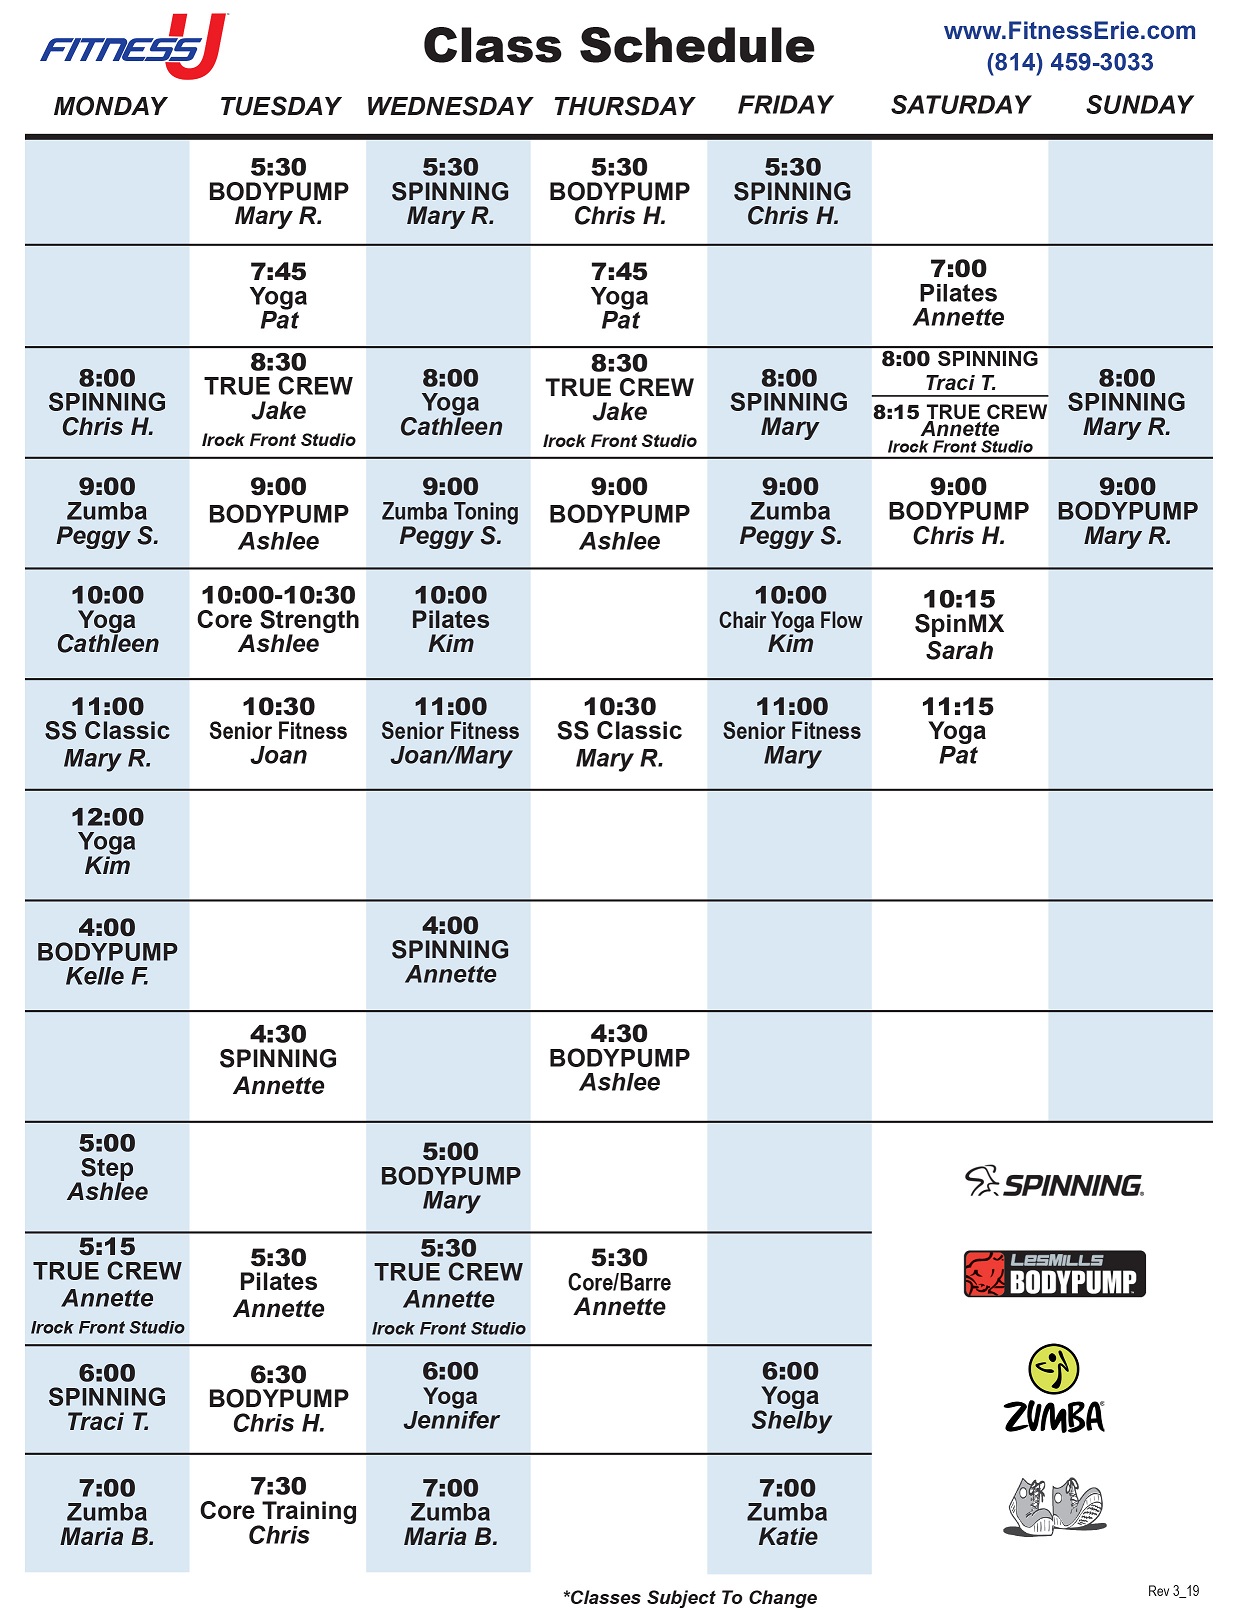 FITNESS U
Class Schedule
www.FitnessErie.com
(814) 459-3033
MONDAY TUESDAY WEDNESDAY THURSDAY FRIDAY SATURDAY SUNDAY
5:30
BODYPUMP
Mary R.
5:30
SPINNING
Mary R.
5:30
BODYPUMP
Chris H.
5:30
SPINNING
Chris H.
7:45
Yoga
Pat
7:45
Yoga
Pat
7:00
Pilates
Annette
8:00
SPINNING
Chris H.
8:30
TRUE CREW
Jake
Irock Front Studio
8:00
Yoga
Cathleen
8:30
TRUE CREW
Jake
Irock Front Studio
8:00
SPINNING
Mary
8:00 SPINNING
Traci T.
8:15 TRUE CREW
Annette
Irock Front Studio
8:00
SPINNING
Mary R.
9:00
Zumba
Peggy S.
9:00
BODYPUMP
Ashlee
9:00
Zumba Toning
Peggy S.
9:00
BODYPUMP
Ashlee
9:00
Zumba
Peggy S.
9:00
BODYPUMP
Chris H.
9:00
BODYPUMP
Mary R.
10:00
Yoga
Cathleen
10:00-10:30
Core Strength
Ashlee
10:00
Pilates
Kim
10:00
Chair Yoga Flow
Kim
10:15
SpinMX
Sarah
11:00
SS Classic
Mary R.
10:30
Senior Fitness
Joan
11:00
Senior Fitness
Joan/Mary
10:30
SS Classic
Mary R.
11:00
Senior Fitness
Mary
11:15
Yoga
Pat
12:00
Yoga
Kim
4:00
BODYPUMP
Kelle F.
4:00
SPINNING
Annette
4:30
SPINNING
Annette
4:30
BODYPUMP
Ashlee
5:00
Step
Ashlee
5:00
BODYPUMP
Mary
SPINNING®
5:15
TRUE CREW
Annette
Irock Front Studio
5:30
Pilates
Annette
5:30
TRUE CREW
Annette
Irock Front Studio
5:30
Core/Barre
Annette
LesMILLS
BODYPUMP
6:00
SPINNING
Traci T.
6:30
BODYPUMP
Chris H.
6:00
Yoga
Jennifer
6:00
Yoga
Shelby
ZUMBA®
7:00
Zumba
Maria B.
7:30
Core Training
Chris
7:00
Zumba
Maria B.
7:00
Zumba
Katie
*Classes Subject To Change
Rev 3_19